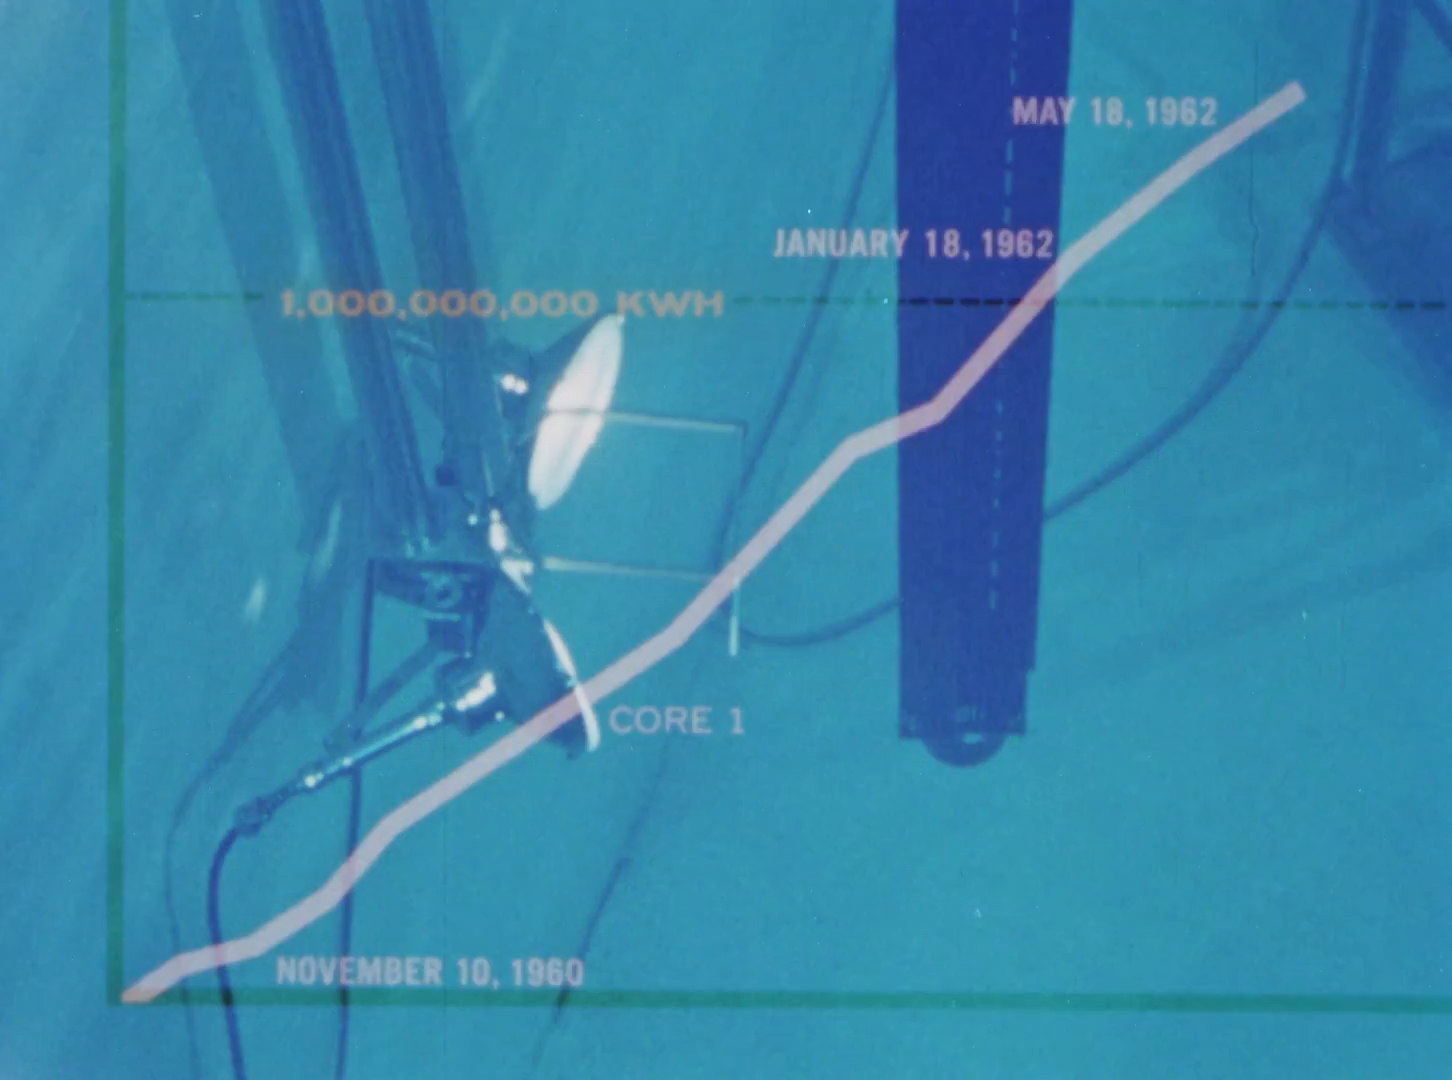 MAY 18, 1962
JANUARY 18, 1962
1,000,000,000 KWH
CORE 1
NOVEMBER 10, 1960